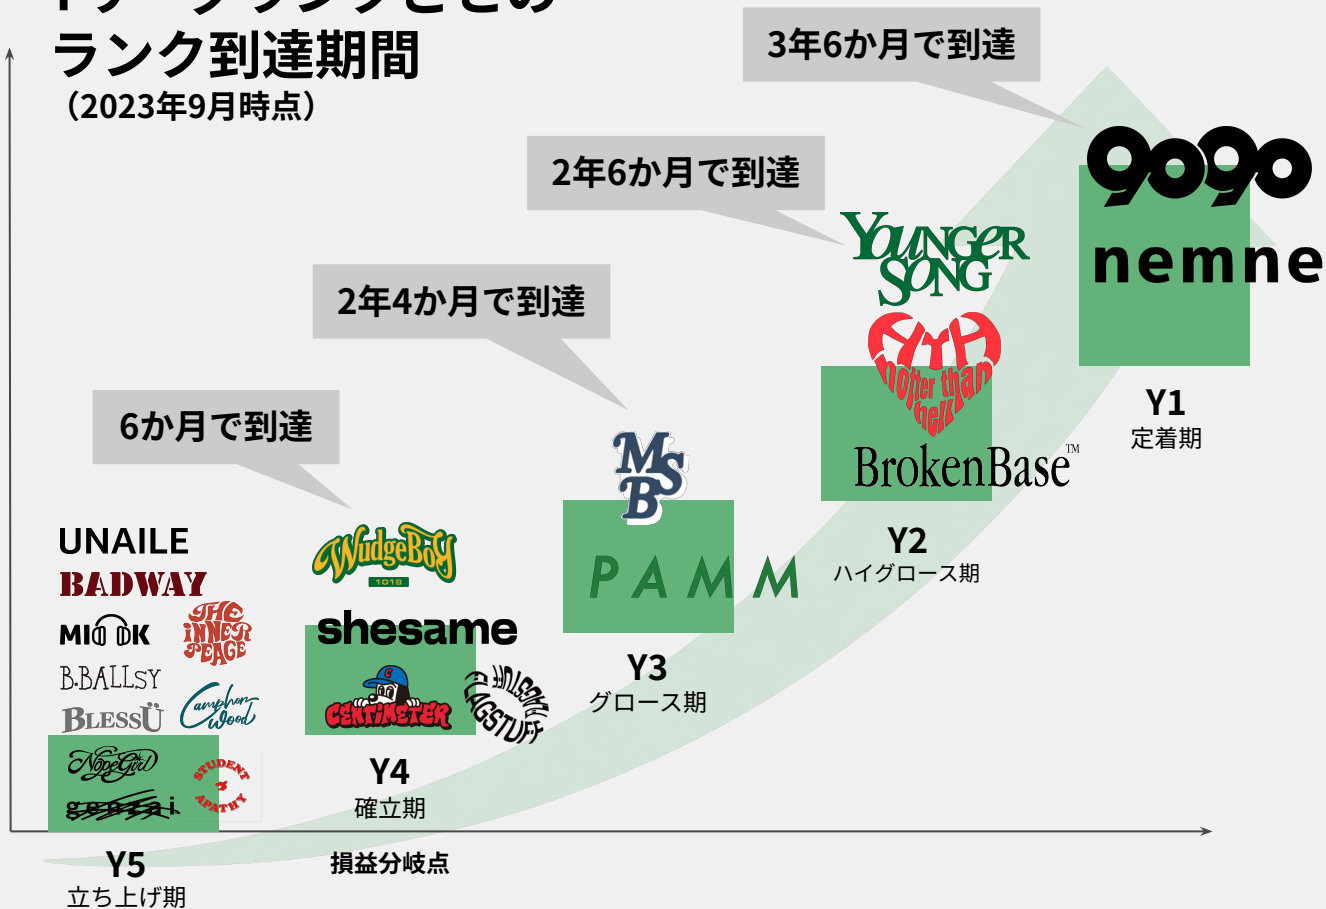 ランク到達期間
（2023年9月時点）
3年6か月で到達
2年6か月で到達
2年4か月で到達
6か月で到達
9090
nemne
Y1
定着期
YOUNGER
SONG
AYA
hotter than
hell
BrokenBase™
Y2
ハイグロース期
MSB
PAMM
Y3
グロース期
WudgeBoy
1018
shesame
CENTIMETER
FLAGSTUFF
Y4
確立期
損益分岐点
UNAILE
BADWAY
THE
INNER
PEAGE
B.BALLSY
BLESSÜ
Camphor
Wood
NopeGirl
STUDENT
APATHY
genzai
Y5
立ち上げ期